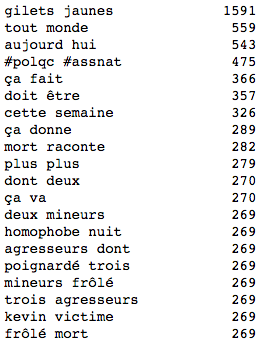 gilets jaunes 1591
tout monde 559
aujourd hui 543
#polqc #assnat 475
ça fait 366
doit être 357
cette semaine 326
ça donne 289
mort raconte 282
plus plus 279
dont deux 270
ça va 270
deux mineurs 269
homophobe nuit 269
agresseurs dont 269
poignardé trois 269
mineurs frôlé 269
trois agresseurs 269
kevin victime 269
frôlé mort 269